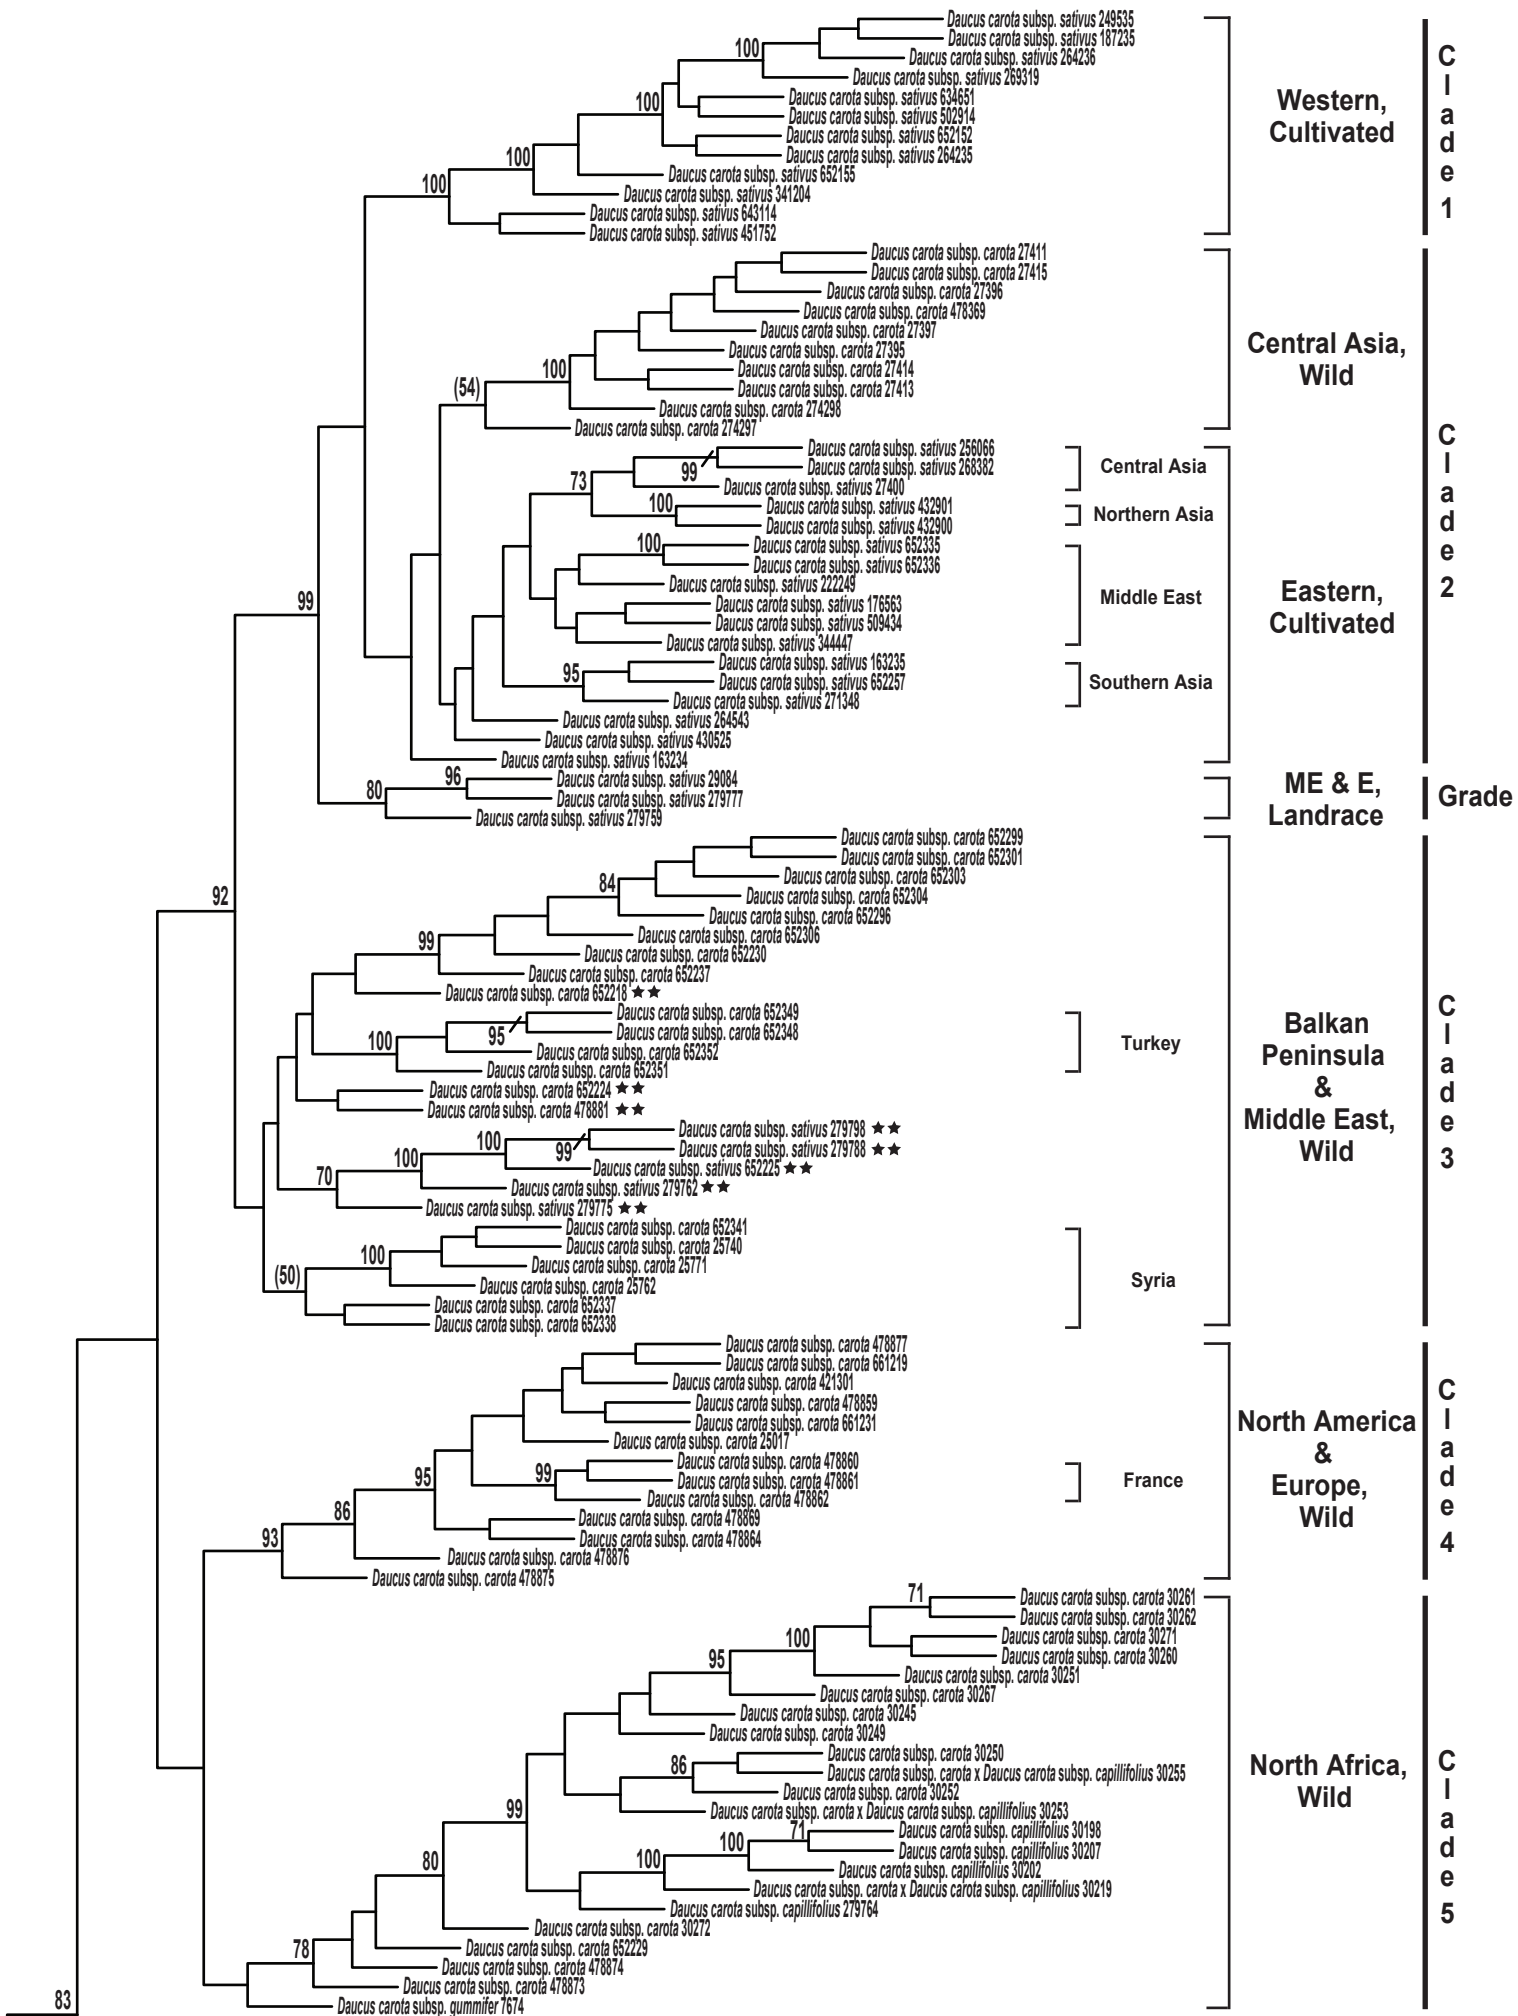 Daucus carota subsp. sativus 249535
Daucus carota subsp. sativus 187235
100
Daucus carota subsp. sativus 264236
Daucus carota subsp. sativus 269319
Daucus carota subsp. sativus 634651
100
Daucus carota subsp. sativus 502914
Daucus carota subsp. sativus 652152
100
Daucus carota subsp. sativus 264235
Daucus carota subsp. sativus 652155
100
Daucus carota subsp. sativus 341204
Daucus carota subsp. sativus 643114
Daucus carota subsp. sativus 451752
Western,
Cultivated
Clade 1
Daucus carota subsp. carota 27411
Daucus carota subsp. carota 27415
Daucus carota subsp. carota 27396
Daucus carota subsp. carota 478369
Daucus carota subsp. carota 27397
Daucus carota subsp. carota 27395
100
Daucus carota subsp. carota 27414
(54)
Daucus carota subsp. carota 27413
Daucus carota subsp. carota 274298
Daucus carota subsp. carota 274297
Central Asia,
Wild
Clade 2
Daucus carota subsp. sativus 256066
99
Daucus carota subsp. sativus 268382
73
Daucus carota subsp. sativus 27400
Central Asia
100
Daucus carota subsp. sativus 432901
Daucus carota subsp. sativus 432900
Northern Asia
100
Daucus carota subsp. sativus 652335
Daucus carota subsp. sativus 652336
Daucus carota subsp. sativus 222249
Daucus carota subsp. sativus 176563
99
Daucus carota subsp. sativus 509434
Daucus carota subsp. sativus 344447
Middle East
Eastern,
Cultivated
Daucus carota subsp. sativus 163235
95
Daucus carota subsp. sativus 652257
Daucus carota subsp. sativus 271348
Southern Asia
Daucus carota subsp. sativus 264543
Daucus carota subsp. sativus 430525
Daucus carota subsp. sativus 163234
96
Daucus carota subsp. sativus 29084
80
Daucus carota subsp. sativus 279777
Daucus carota subsp. sativus 279759
ME & E,
Landrace
Grade
92
Daucus carota subsp. carota 652299
Daucus carota subsp. carota 652301
84
Daucus carota subsp. carota 652303
Daucus carota subsp. carota 652304
Daucus carota subsp. carota 652296
99
Daucus carota subsp. carota 652306
Daucus carota subsp. carota 652230
Daucus carota subsp. carota 652237
Daucus carota subsp. carota 652218 ★★
Daucus carota subsp. carota 652349
95
Daucus carota subsp. carota 652348
100
Daucus carota subsp. carota 652352
Daucus carota subsp. carota 652351
Turkey
Balkan
Peninsula
&
Middle East,
Wild
Clade 3
Daucus carota subsp. carota 652224 ★★
Daucus carota subsp. carota 478881 ★★
Daucus carota subsp. sativus 279798 ★★
100
99
Daucus carota subsp. sativus 279788 ★★
100
Daucus carota subsp. sativus 652225 ★★
70
Daucus carota subsp. sativus 279762 ★★
Daucus carota subsp. sativus 279775 ★★
Daucus carota subsp. carota 652341
Daucus carota subsp. carota 25740
100
Daucus carota subsp. carota 25771
(50)
Daucus carota subsp. carota 25762
Daucus carota subsp. carota 652337
Daucus carota subsp. carota 652338
Syria
Daucus carota subsp. carota 478877
Daucus carota subsp. carota 661219
Daucus carota subsp. carota 421301
Daucus carota subsp. carota 478859
Daucus carota subsp. carota 661231
Daucus carota subsp. carota 25017
95
99
Daucus carota subsp. carota 478860
Daucus carota subsp. carota 478861
86
Daucus carota subsp. carota 478862
France
93
Daucus carota subsp. carota 478869
Daucus carota subsp. carota 478864
Daucus carota subsp. carota 478876
Daucus carota subsp. carota 478875
North America
&
Europe,
Wild
Clade 4
71
Daucus carota subsp. carota 30261
Daucus carota subsp. carota 30262
100
Daucus carota subsp. carota 30271
95
Daucus carota subsp. carota 30260
Daucus carota subsp. carota 30251
Daucus carota subsp. carota 30267
Daucus carota subsp. carota 30245
Daucus carota subsp. carota 30249
Daucus carota subsp. carota 30250
86
Daucus carota subsp. carota x Daucus carota subsp. capillifolius 30255
Daucus carota subsp. carota 30252
99
Daucus carota subsp. carota x Daucus carota subsp. capillifolius 30253
71
Daucus carota subsp. capillifolius 30198
100
Daucus carota subsp. capillifolius 30207
100
Daucus carota subsp. capillifolius 30202
80
Daucus carota subsp. carota x Daucus carota subsp. capillifolius 30219
Daucus carota subsp. capillifolius 279764
Daucus carota subsp. carota 30272
78
Daucus carota subsp. carota 652229
Daucus carota subsp. carota 478874
Daucus carota subsp. carota 478873
83
Daucus carota subsp. gummifer 7674
North Africa,
Wild
Clade 5